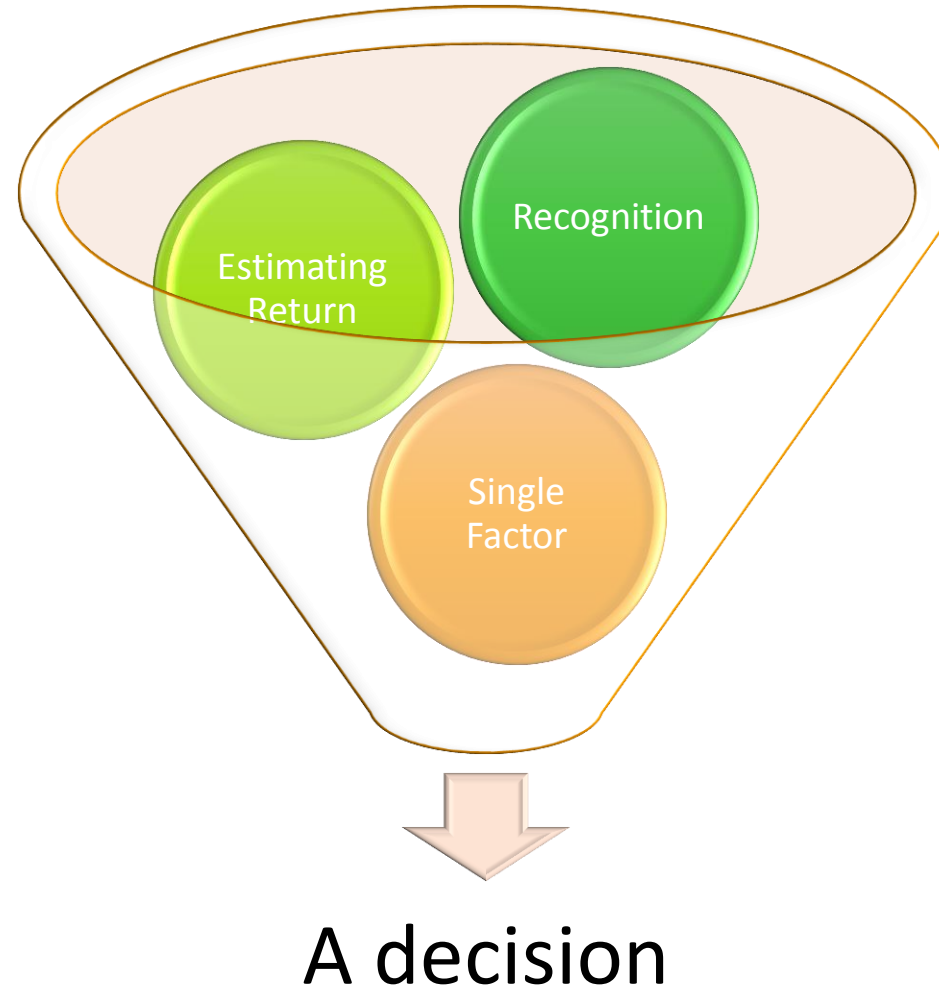 Recognition
Estimating
Return
Single
Factor
A decision